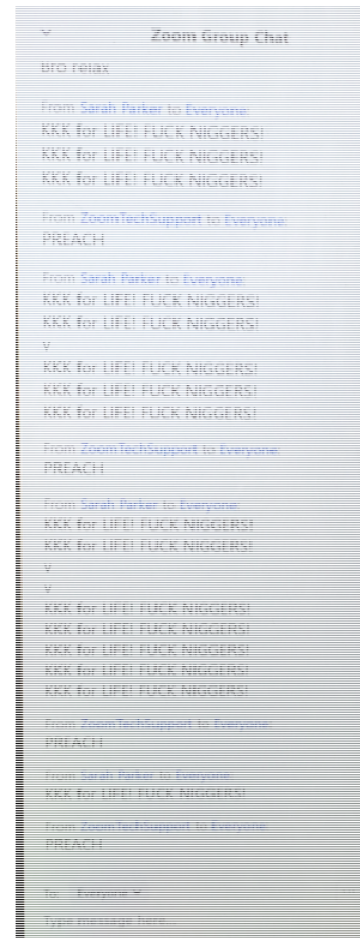 Zoom Group Chat
Bro relax
From Sarah Parker to Everyone:
KKK for LIFE! FUCK NIGGERS!
KKK for LIFE! FUCK NIGGERS!
KKK for LIFE! FUCK NIGGERS!
From ZoomTechSupport to Everyone:
PREACH
From Sarah Parker to Everyone:
KKK for LIFE! FUCK NIGGERS!
KKK for LIFE! FUCK NIGGERS!
v
KKK for LIFE! FUCK NIGGERS!
KKK for LIFE! FUCK NIGGERS!
KKK for LIFE! FUCK NIGGERS!
From ZoomTechSupport to Everyone:
PREACH
From Sarah Parker to Everyone:
KKK for LIFE! FUCK NIGGERS!
KKK for LIFE! FUCK NIGGERS!
v
v
KKK for LIFE! FUCK NIGGERS!
KKK for LIFE! FUCK NIGGERS!
KKK for LIFE! FUCK NIGGERS!
KKK for LIFE! FUCK NIGGERS!
KKK for LIFE! FUCK NIGGERS!
From ZoomTechSupport to Everyone:
PREACH
From Sarah Parker to Everyone:
KKK for LIFE! FUCK NIGGERS!
From ZoomTechSupport to Everyone:
PREACH
To: Everyone
Type message here...